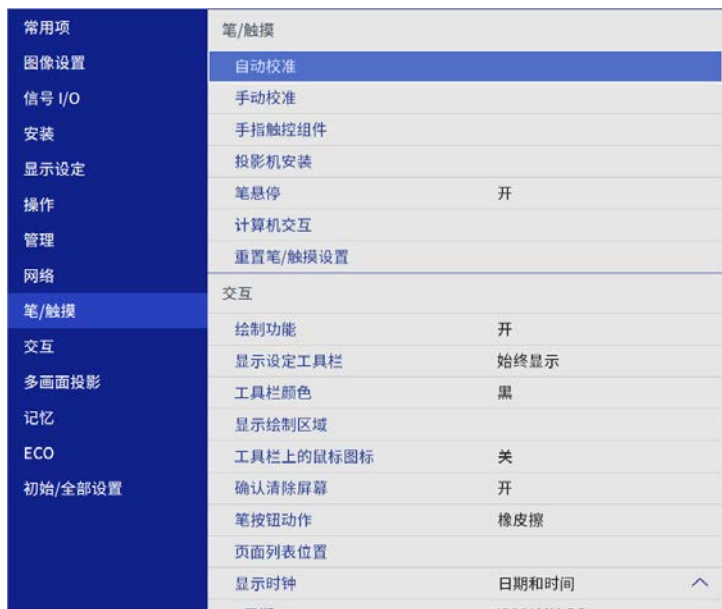 常用项
图像设置
信号 I/O
安装
显示设定
操作
管理
网络
笔/触摸
交互
多画面投影
记忆
ECO
初始/全部设置
笔/触摸
自动校准
手动校准
手指触控组件
投影机安装
笔悬停 开
计算机交互
重置笔/触摸设置
交互
绘制功能 开
显示设定工具栏 始终显示
工具栏颜色 黑
显示绘制区域
工具栏上的鼠标图标 关
确认清除屏幕 开
笔按钮动作 橡皮擦
页面列表位置
显示时钟 日期和时间